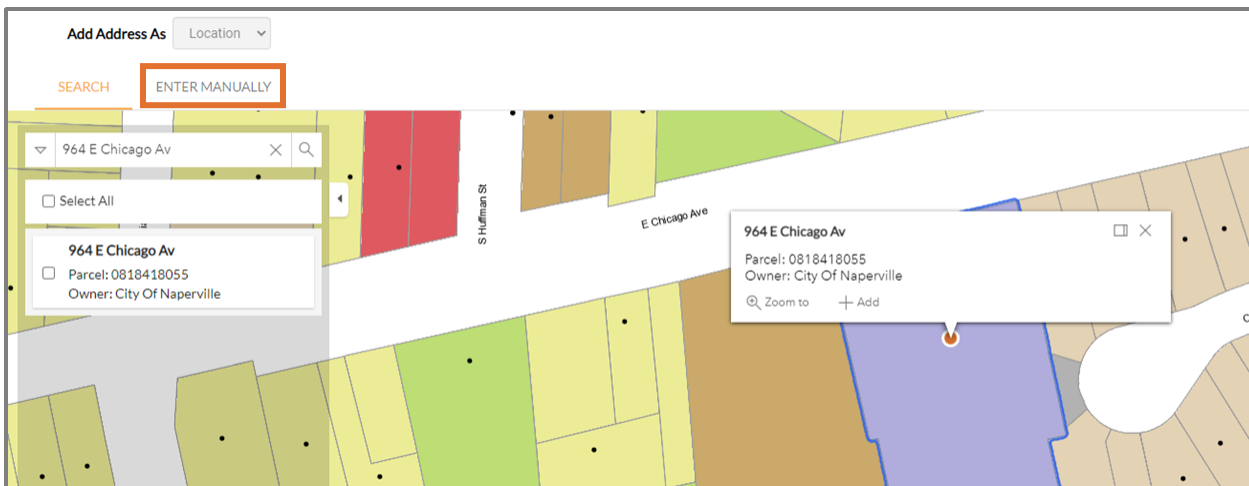 Add Address As Location
SEARCH ENTER MANUALLY
964 E Chicago Av
Select All
964 E Chicago Av
Parcel: 0818418055
Owner: City Of Naperville
S Huffman St
E Chicago Ave
964 E Chicago Av
Parcel: 0818418055
Owner: City Of Naperville
Zoom to Add